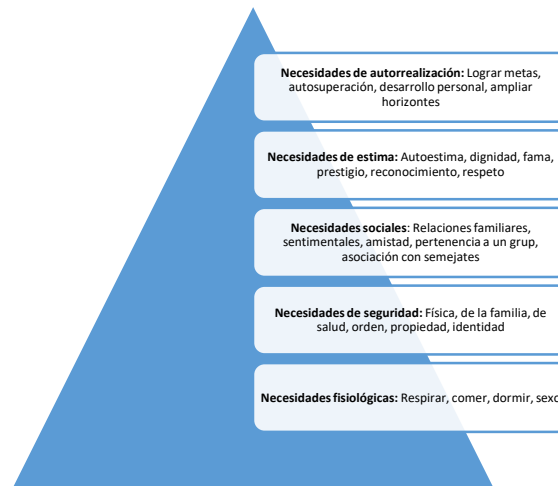 Necesidades de autorrealización: Lograr metas,
autosuperación, desarrollo personal, ampliar
horizontes
Necesidades de estima: Autoestima, dignidad, fama,
prestigio, reconocimiento, respeto
Necesidades sociales: Relaciones familiares,
sentimentales, amistad, pertenencia a un grup,
asociación con semejates
Necesidades de seguridad: Física, de la familia, de
salud, orden, propiedad, identidad
Necesidades fisiológicas: Respirar, comer, dormir, sexo